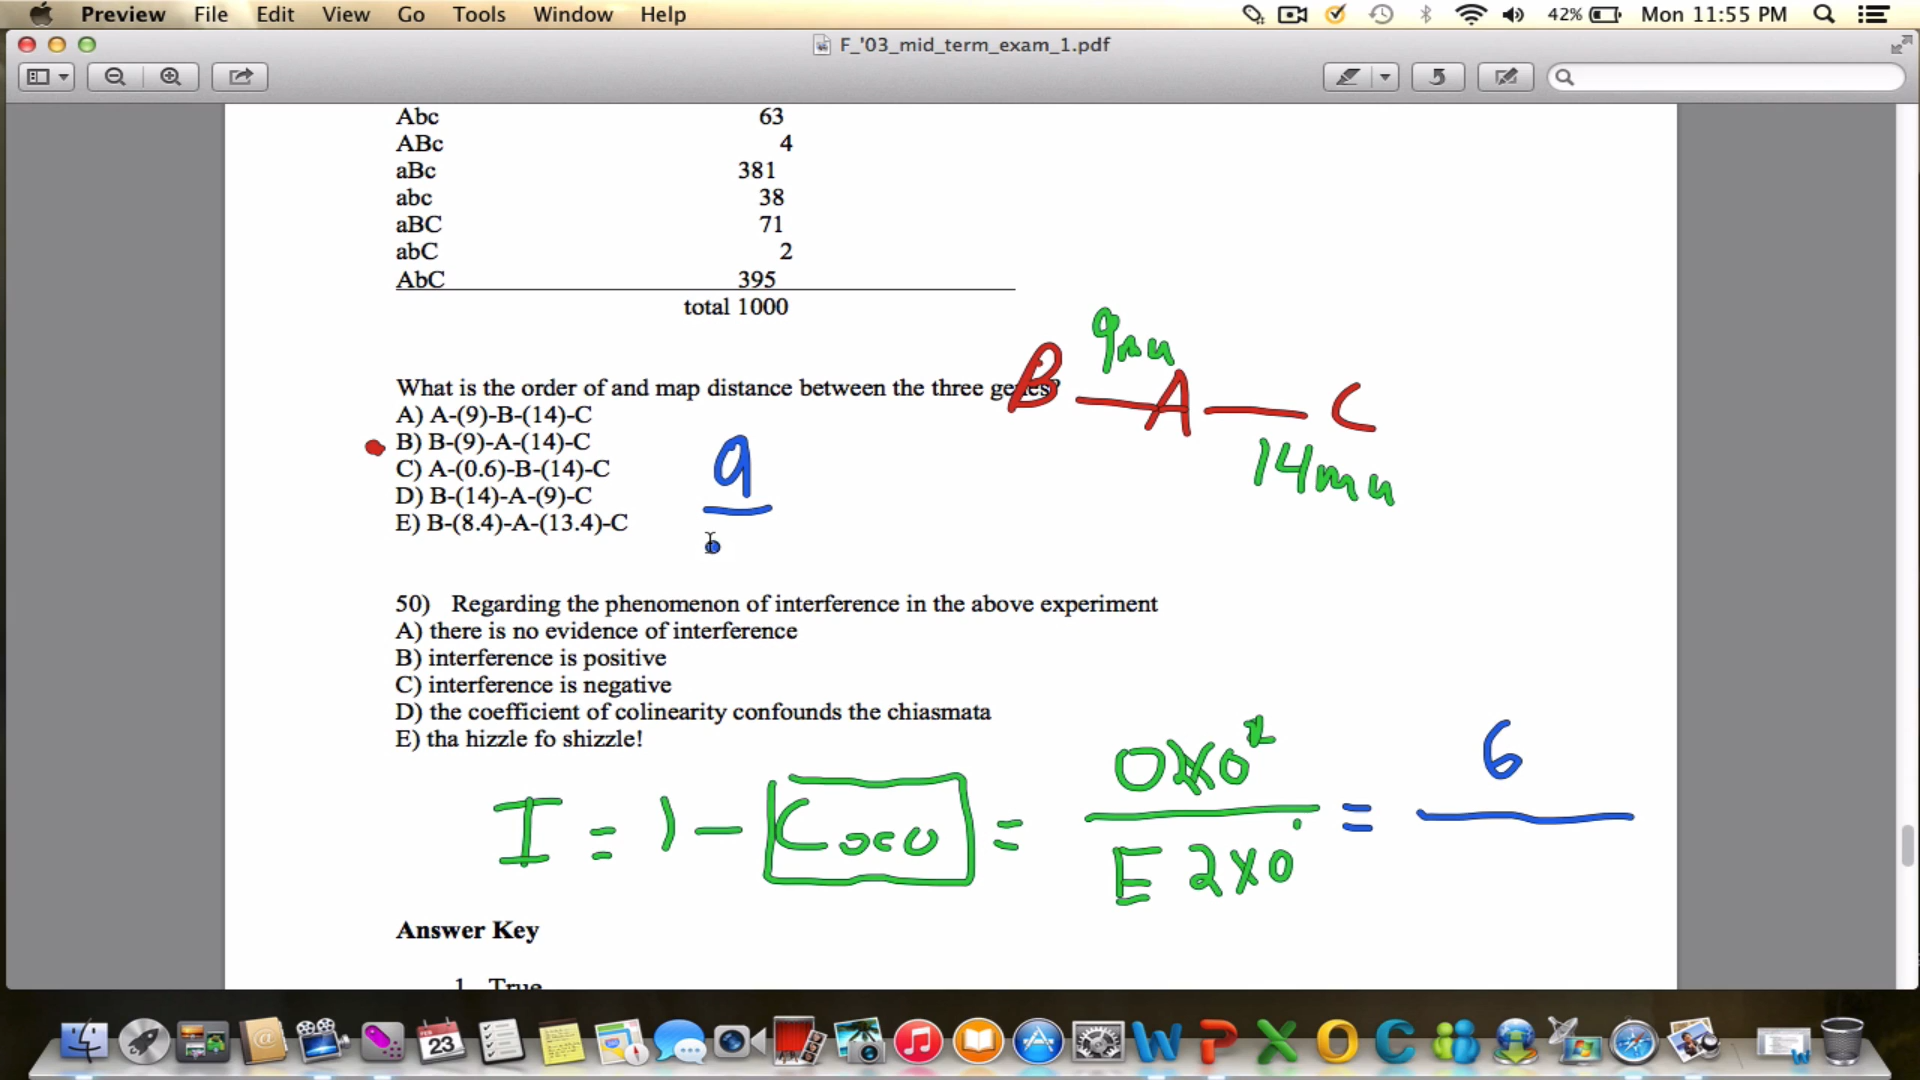 Preview File Edit View Go Tools Window Help 42% Mon 11:55 PM
F_'03_mid_term_exam_1.pdf
Abc 63
ABc 4
aBc 381
abc 38
aBC 71
abC 2
AbC 395
total 1000
What is the order of and map distance between the three genes?
A) A-(9)-B-(14)-C
B) B-(9)-A-(14)-C
C) A-(0.6)-B-(14)-C
D) B-(14)-A-(9)-C
E) B-(8.4)-A-(13.4)-C
9mu
B — A — C
14mu
9
50) Regarding the phenomenon of interference in the above experiment
A) there is no evidence of interference
B) interference is positive
C) interference is negative
D) the coefficient of colinearity confounds the chiasmata
E) tha hizzle fo shizzle!
I = 1 - Coco = = 6
E 2x0
Answer Key
1. True
FEB
23